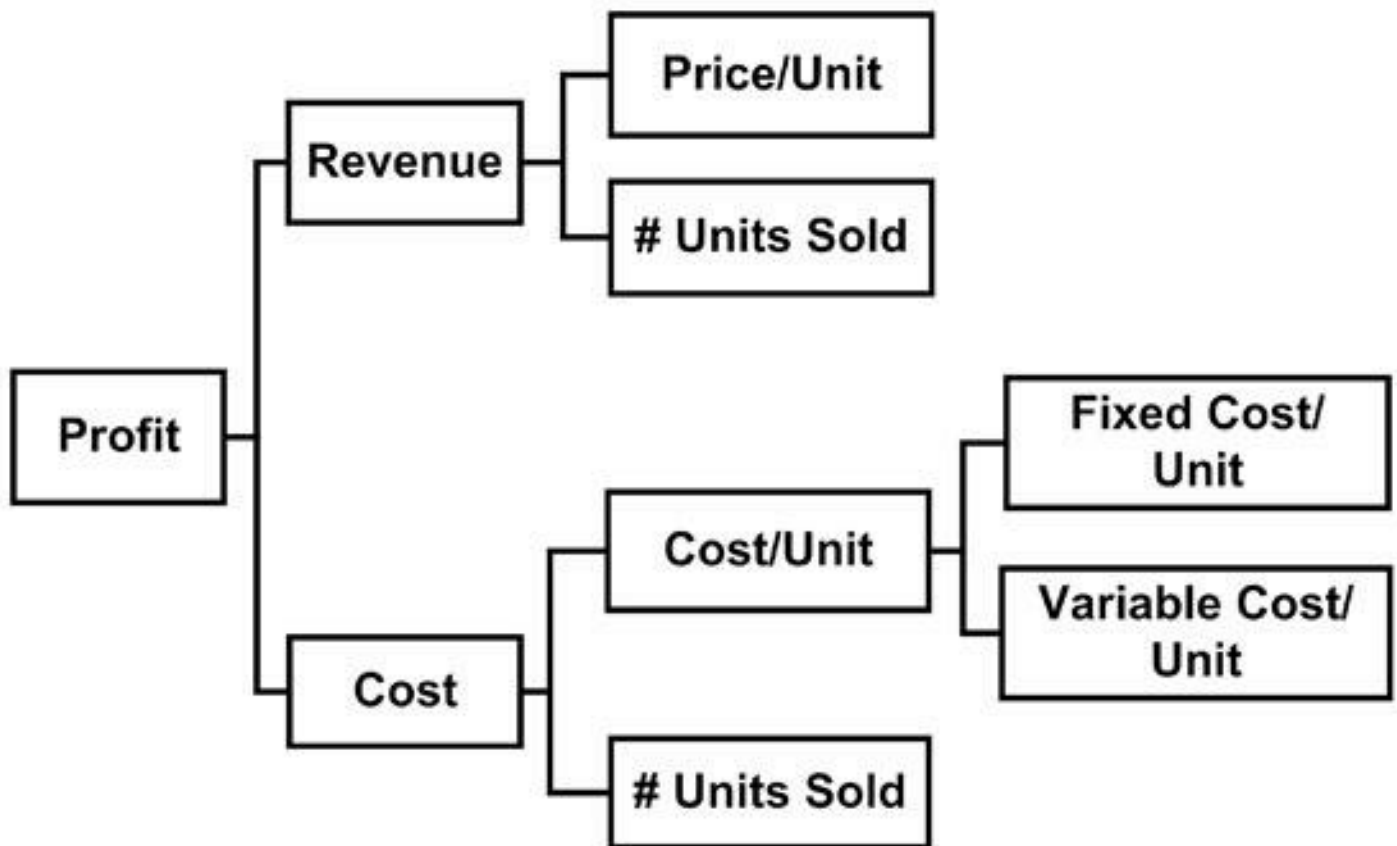 Price/Unit
Revenue
# Units Sold
Profit
Fixed Cost/
Unit
Cost/Unit
Variable Cost/
Unit
Cost
# Units Sold